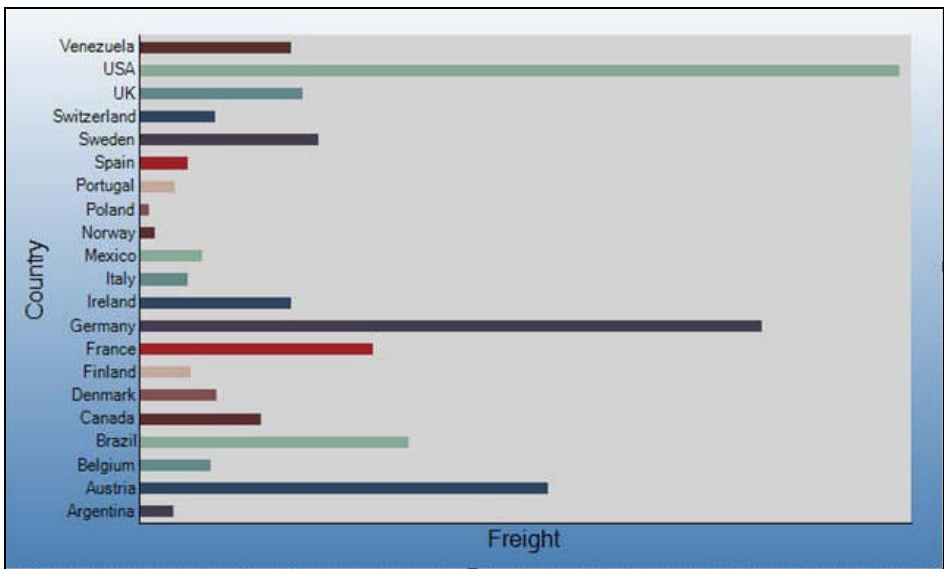 Venezuela
USA
UK
Switzerland
Sweden
Spain
Portugal
Poland
Norway
Mexico
Italy
Ireland
Germany
France
Finland
Denmark
Canada
Brazil
Belgium
Austria
Argentina
Country
Freight